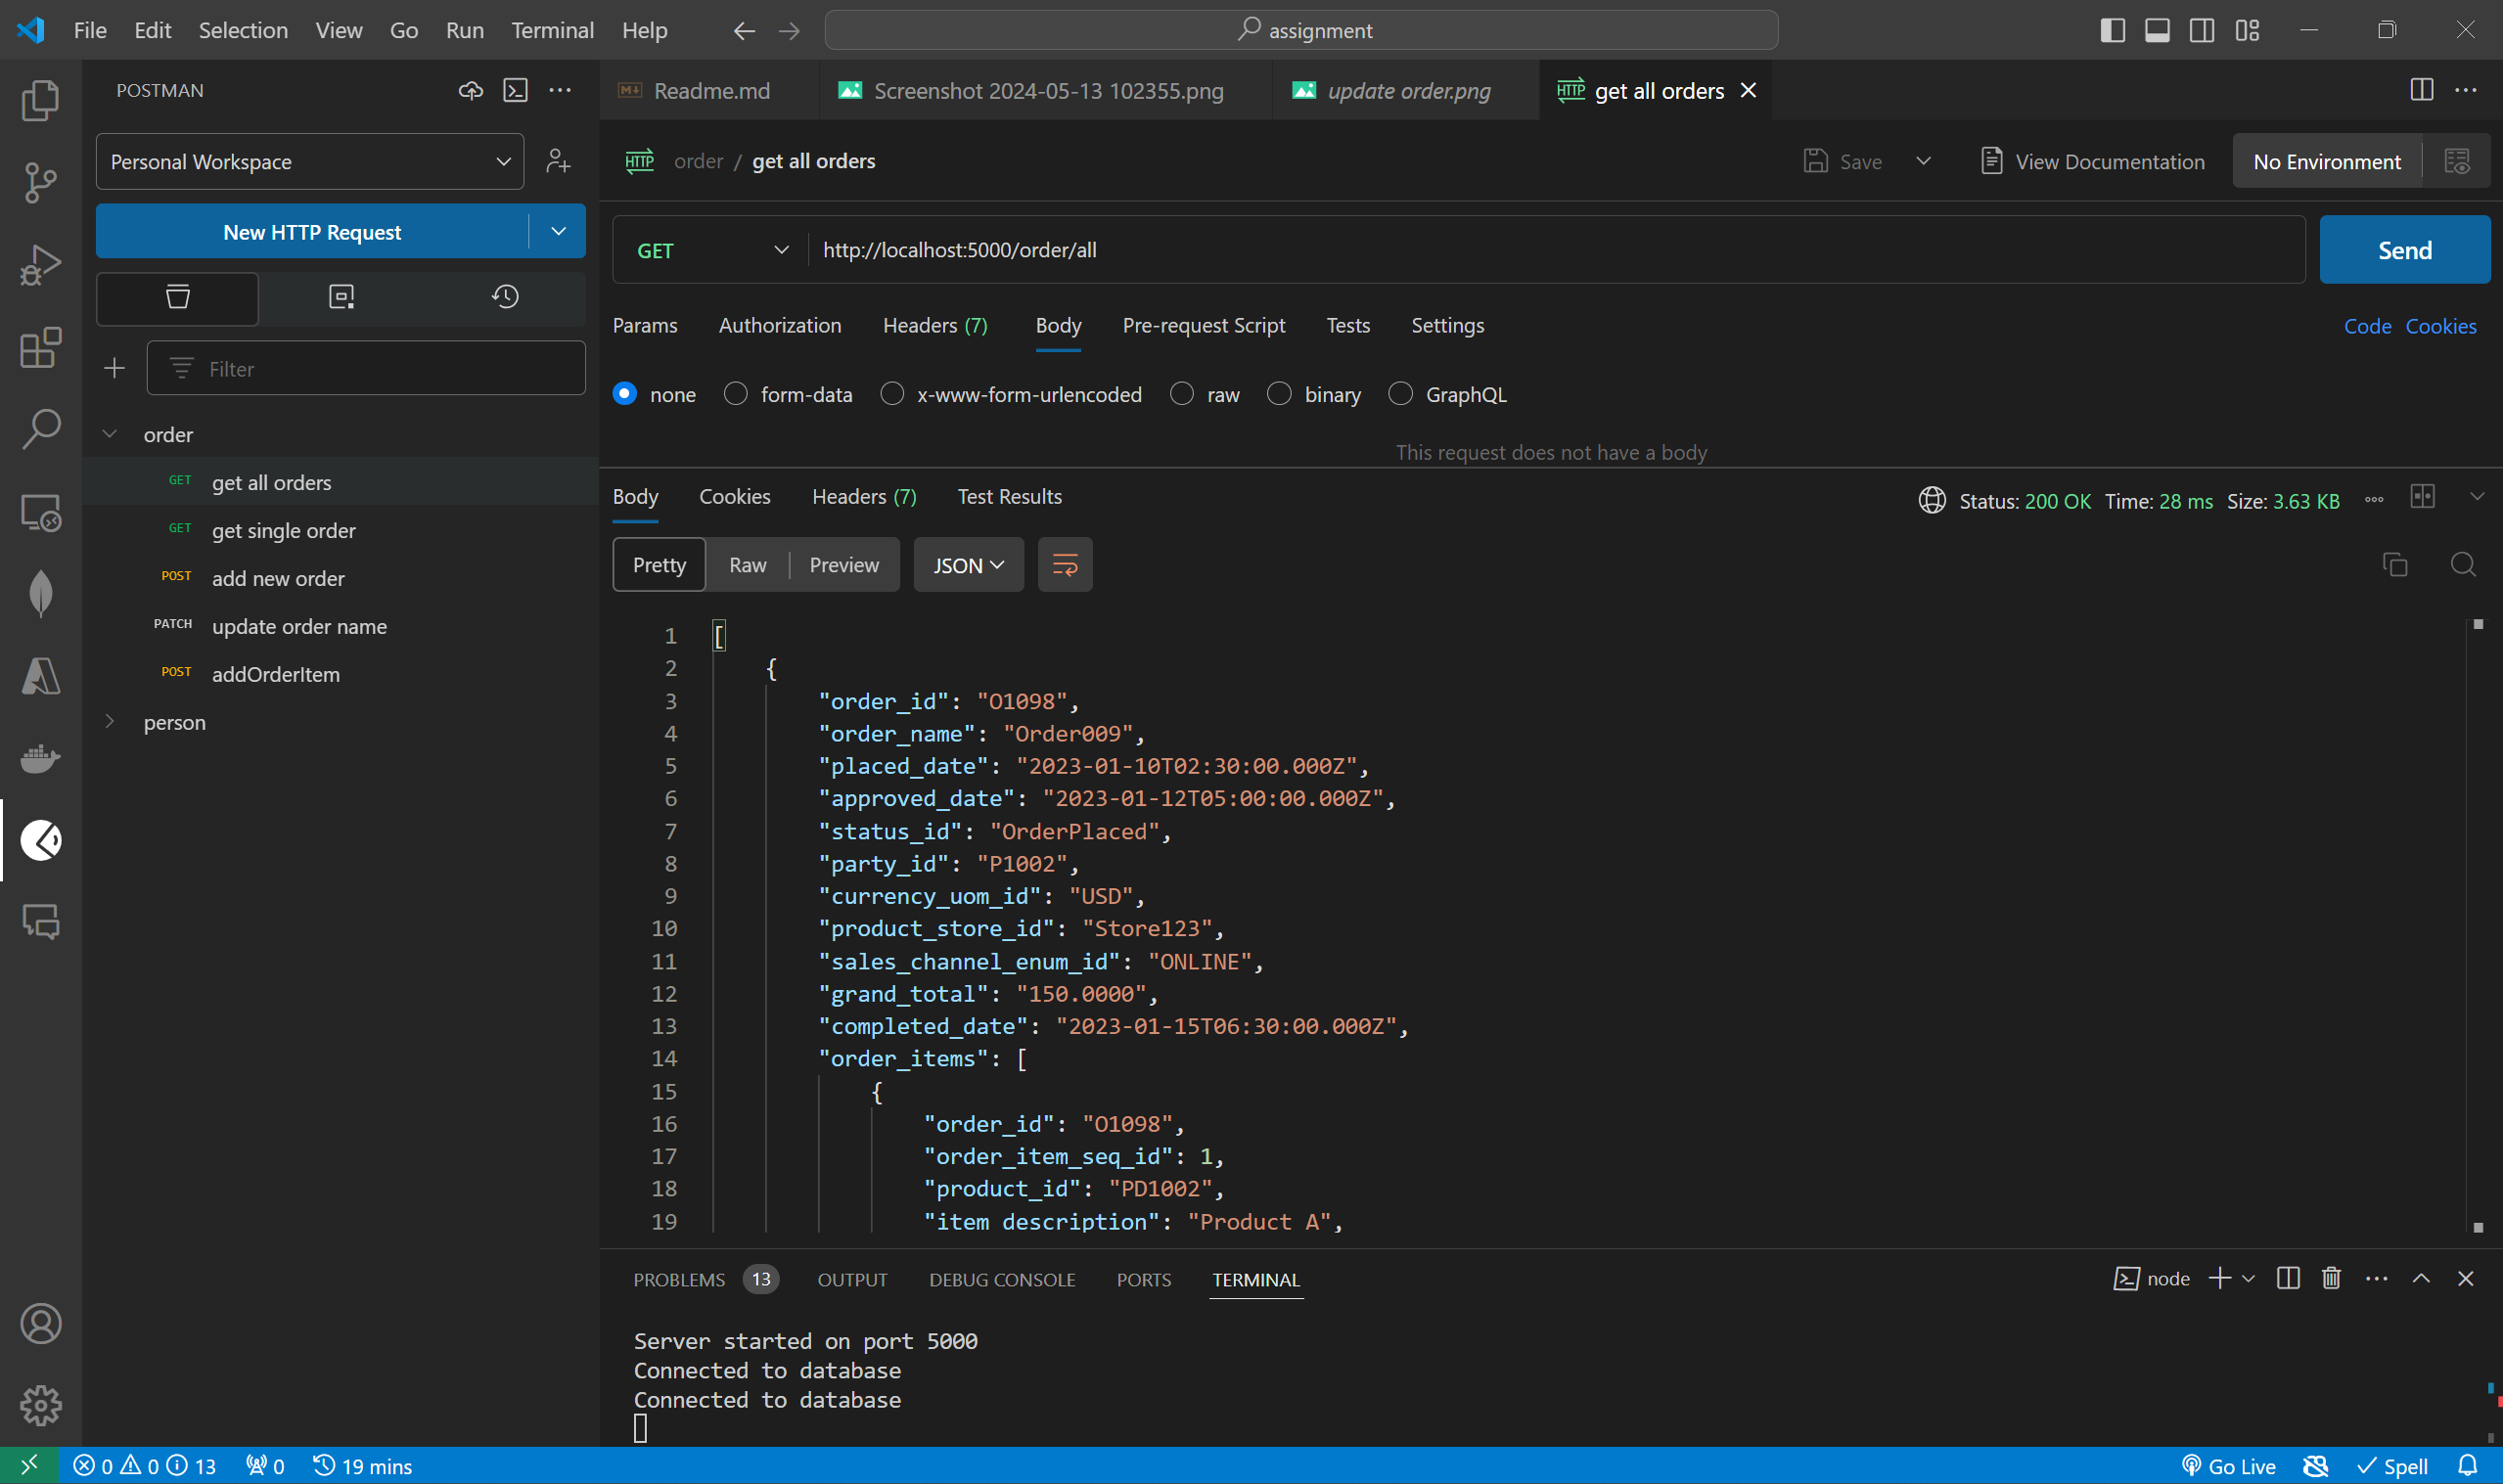 File Edit Selection View Go Run Terminal Help
assignment
POSTMAN
Readme.md
Screenshot 2024-05-13 102355.png
update order.png
get all orders
Personal Workspace
New HTTP Request
Filter
order
GET get all orders
GET get single order
POST add new order
PATCH update order name
POST addOrderItem
person
HTTP order / get all orders
Save
View Documentation
No Environment
GET http://localhost:5000/order/all
Send
Params Authorization Headers (7) Body Pre-request Script Tests Settings
Code Cookies
none form-data x-www-form-urlencoded raw binary GraphQL
This request does not have a body
Body Cookies Headers (7) Test Results
Status: 200 OK Time: 28 ms Size: 3.63 KB
Pretty Raw Preview JSON
1 [
2 {
3 "order_id": "O1098",
4 "order_name": "Order009",
5 "placed_date": "2023-01-10T02:30:00.000Z",
6 "approved_date": "2023-01-12T05:00:00.000Z",
7 "status_id": "OrderPlaced",
8 "party_id": "P1002",
9 "currency_uom_id": "USD",
10 "product_store_id": "Store123",
11 "sales_channel_enum_id": "ONLINE",
12 "grand_total": "150.0000",
13 "completed_date": "2023-01-15T06:30:00.000Z",
14 "order_items": [
15 {
16 "order_id": "O1098",
17 "order_item_seq_id": 1,
18 "product_id": "PD1002",
19 "item description": "Product A",
PROBLEMS 13 OUTPUT DEBUG CONSOLE PORTS TERMINAL
node
Server started on port 5000
Connected to database
Connected to database
0 0 13 0 19 mins
Go Live Spell